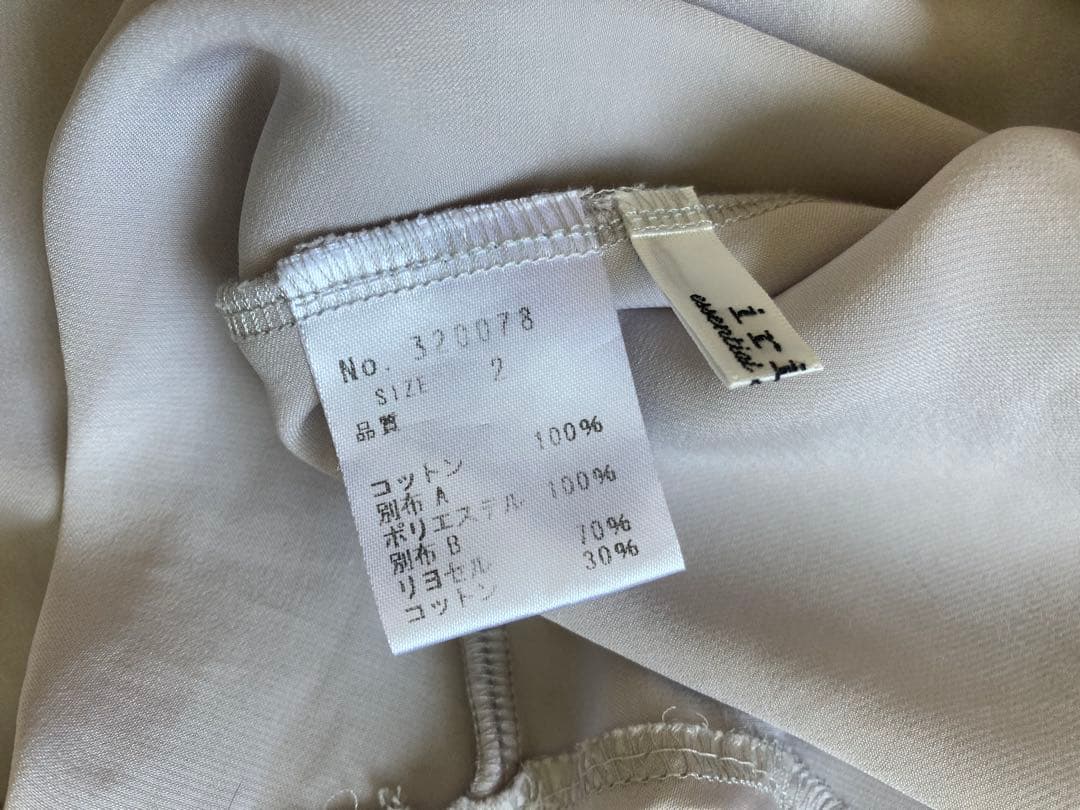 No. 320078
SIZE 2
品質
コットン 100%
別布 A
ポリエステル 100%
別布 B
リヨセル 70%
コットン 30%
essential